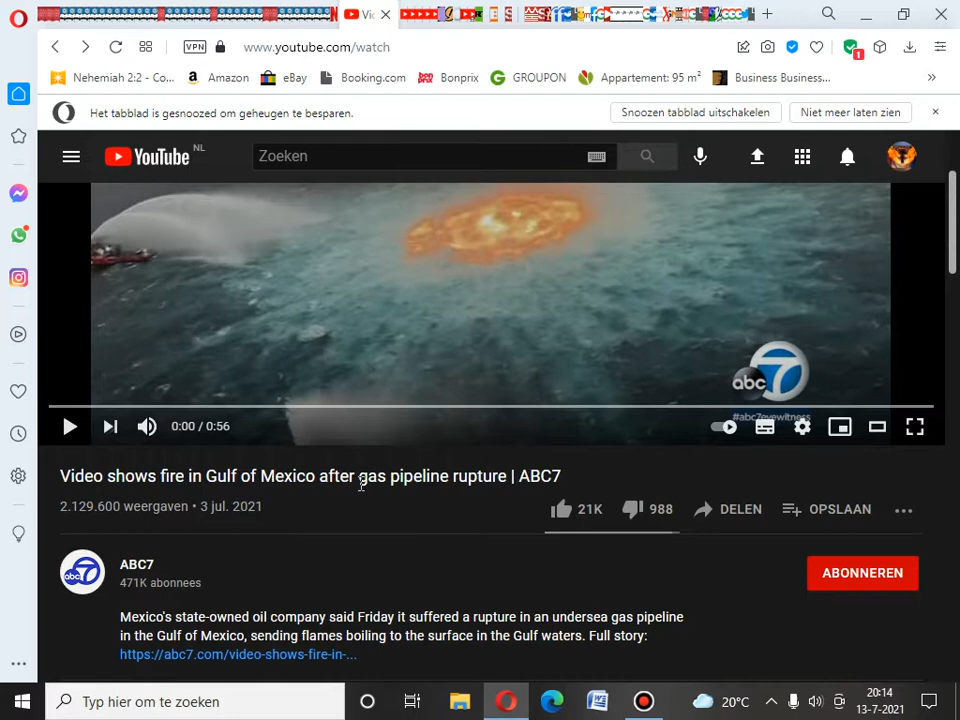 Vic
VPN
www.youtube.com/watch
1
Nehemiah 2:2 - Co... Amazon eBay Booking.com Bonprix GROUPON Appartement: 95 m² Business Business... »
Het tabblad is gesnoozed om geheugen te besparen. Snoozen tabblad uitschakelen Niet meer laten zien
YouTube NL
Zoeken
abc 7
#abc7eyewitness
0:00 / 0:56
Video shows fire in Gulf of Mexico after gas pipeline rupture | ABC7
2.129.600 weergaven • 3 jul. 2021
21K 988 DELEN OPSLAAN
abc 7
ABC7
471K abonnees
ABONNEREN
Mexico's state-owned oil company said Friday it suffered a rupture in an undersea gas pipeline
in the Gulf of Mexico, sending flames boiling to the surface in the Gulf waters. Full story:
https://abc7.com/video-shows-fire-in-...
Typ hier om te zoeken
20°C
20:14
13-7-2021